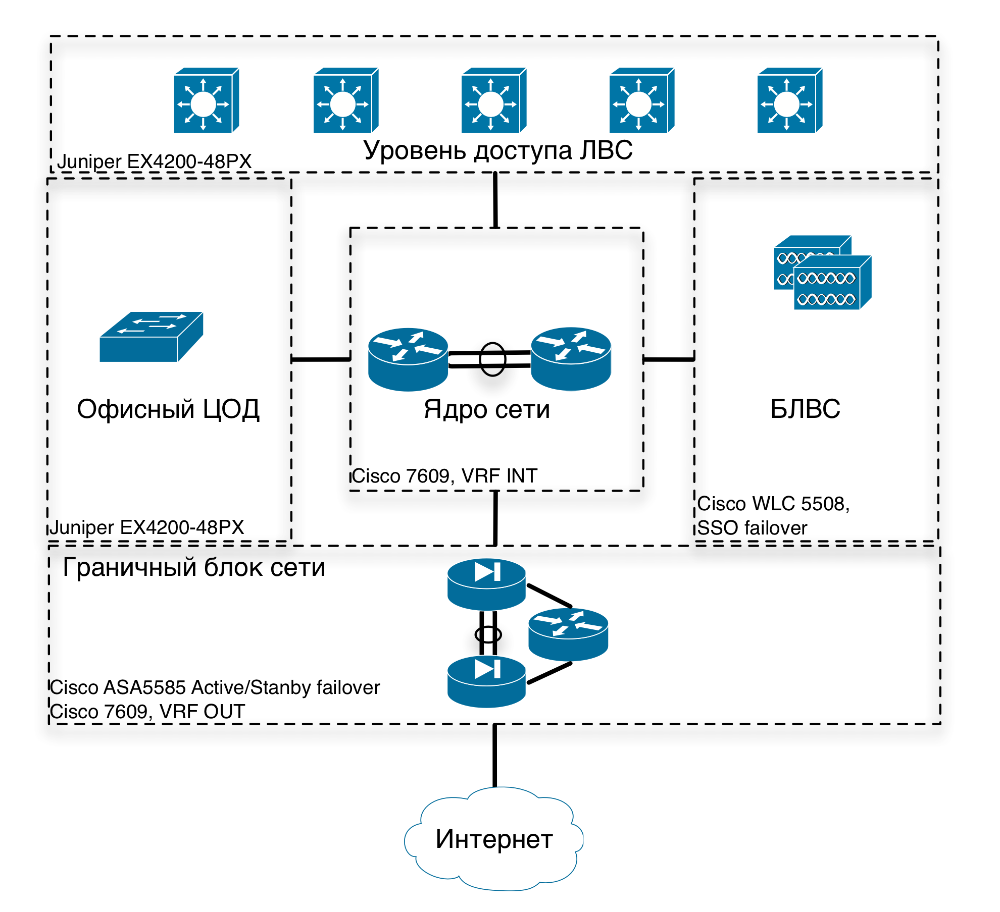 Уровень доступа ЛВС
Juniper EX4200-48PX
Офисный ЦОД
Juniper EX4200-48PX
Ядро сети
Cisco 7609, VRF INT
БЛВС
Cisco WLC 5508,
SSO failover
Граничный блок сети
Cisco ASA5585 Active/Stanby failover
Cisco 7609, VRF OUT
Интернет